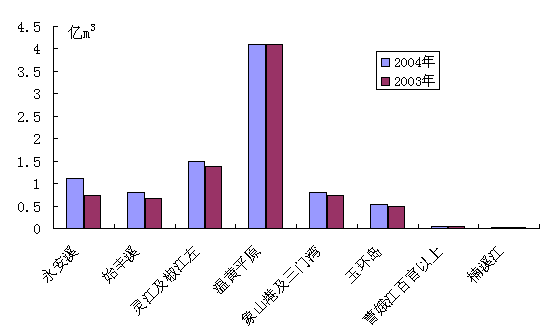 亿m³
4.5
4
3.5
3
2.5
2
1.5
1
0.5
0
2004年
2003年
永安溪
始丰溪
灵江及椒江左
温黄平原
象山港及三门湾
玉环岛
曹娥江百官以上
楠溪江